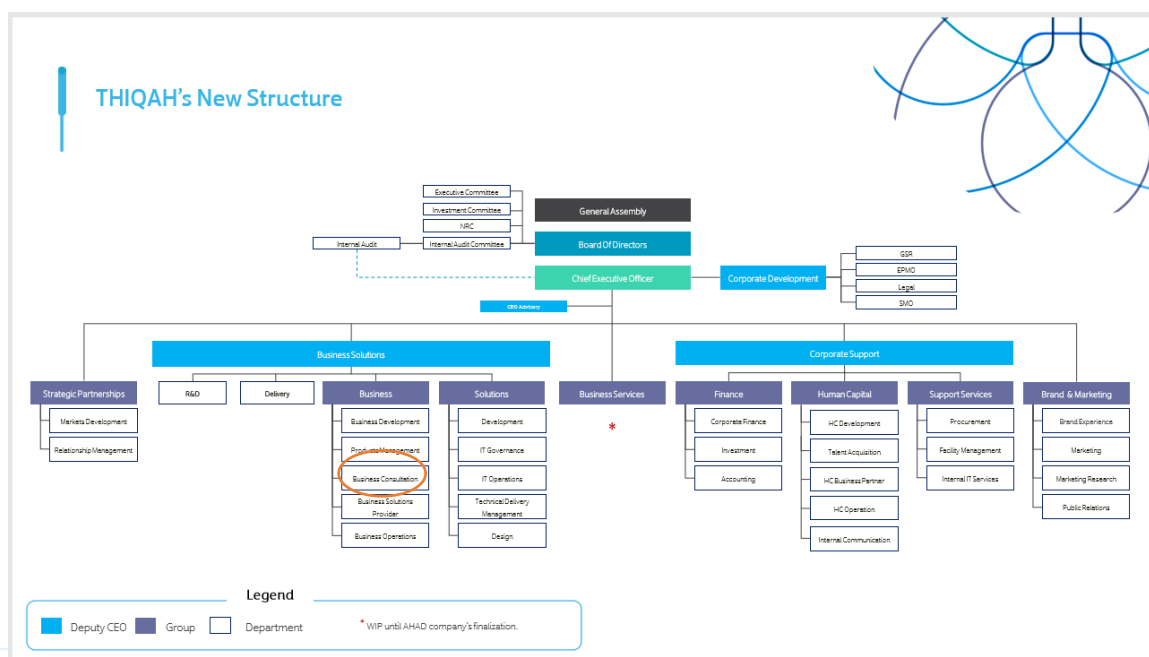 THIQAH's New Structure
Executive Committee
Investment Committee
NRC
Internal Audit
Internal Audit Committee
General Assembly
Board Of Directors
Chief Executive Officer
Corporate Development
GSR
EPMO
Legal
SMO
CEO Advisory
Business Solutions
Corporate Support
Strategic Partnerships
Markets Development
Relationship Management
R&D
Delivery
Business
Business Development
Products Management
Business Consultation
Business Solutions
Provider
Business Operations
Solutions
Development
IT Governance
IT Operations
Technical Delivery
Management
Design
Business Services
*
Finance
Corporate Finance
Investment
Accounting
Human Capital
HC Development
Talent Acquisition
HC Business Partner
HC Operation
Internal Communication
Support Services
Procurement
Facility Management
Internal IT Services
Brand & Marketing
Brand Experience
Marketing
Marketing Research
Public Relations
Legend
Deputy CEO
Group
Department
* WIP until AHAD company's finalization.